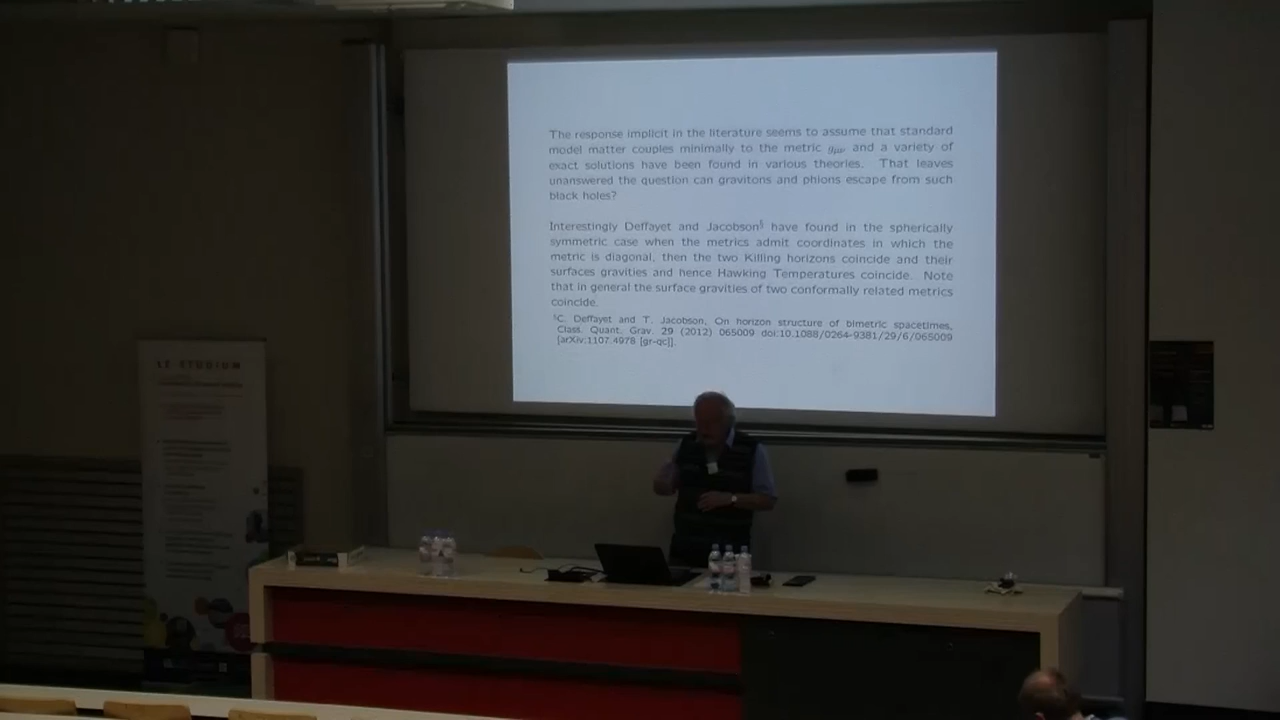 The response implicit in the literature seems to assume that standard
model matter couples minimally to the metric gμν and a variety of
exact solutions have been found in various theories. That leaves
unanswered the question can gravitons and phions escape from such
black holes?
Interestingly Deffayet and Jacobson§ have found in the spherically
symmetric case when the metrics admit coordinates in which the
metric is diagonal, then the two Killing horizons coincide and their
surfaces gravities and hence Hawking Temperatures coincide. Note
that in general the surface gravities of two conformally related metrics
coincide.
§C. Deffayet and T. Jacobson, On horizon structure of bimetric spacetimes,
Class. Quant. Grav. 29 (2012) 065009 doi:10.1088/0264-9381/29/6/065009
[arXiv:1107.4978 [gr-qc]].
LE STUDIUM